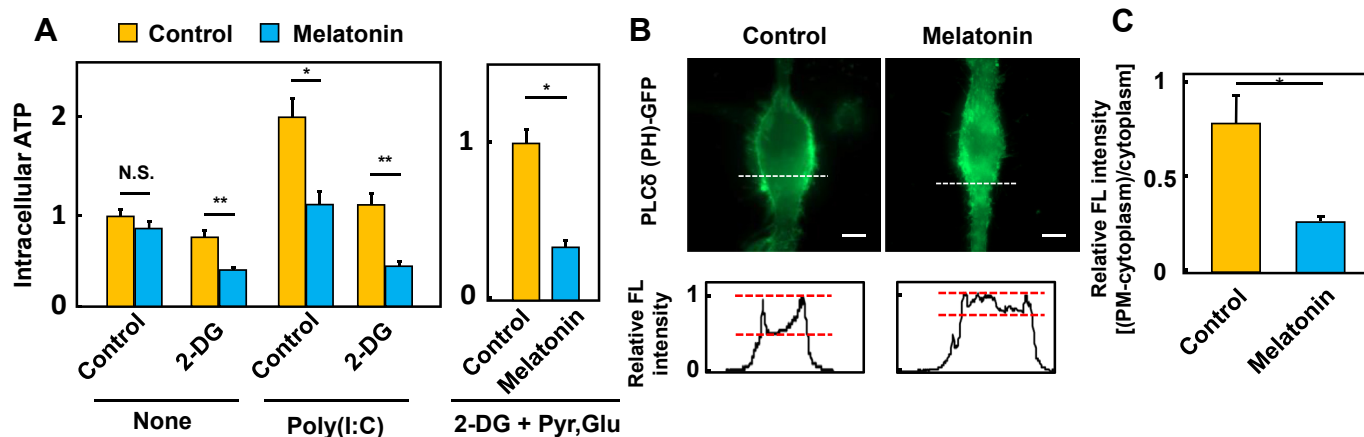 A
Control
Melatonin
Intracellular ATP
2
1
0
N.S.
**
*
**
Control
2-DG
Control
2-DG
None
Poly(I:C)
1
0
*
Control
Melatonin
2-DG + Pyr,Glu
B
Control
Melatonin
PLCδ (PH)-GFP
Relative FL
intensity
1
0
C
Relative FL intensity
[(PM-cytoplasm)/cytoplasm]
1
0.5
0
*
Control
Melatonin